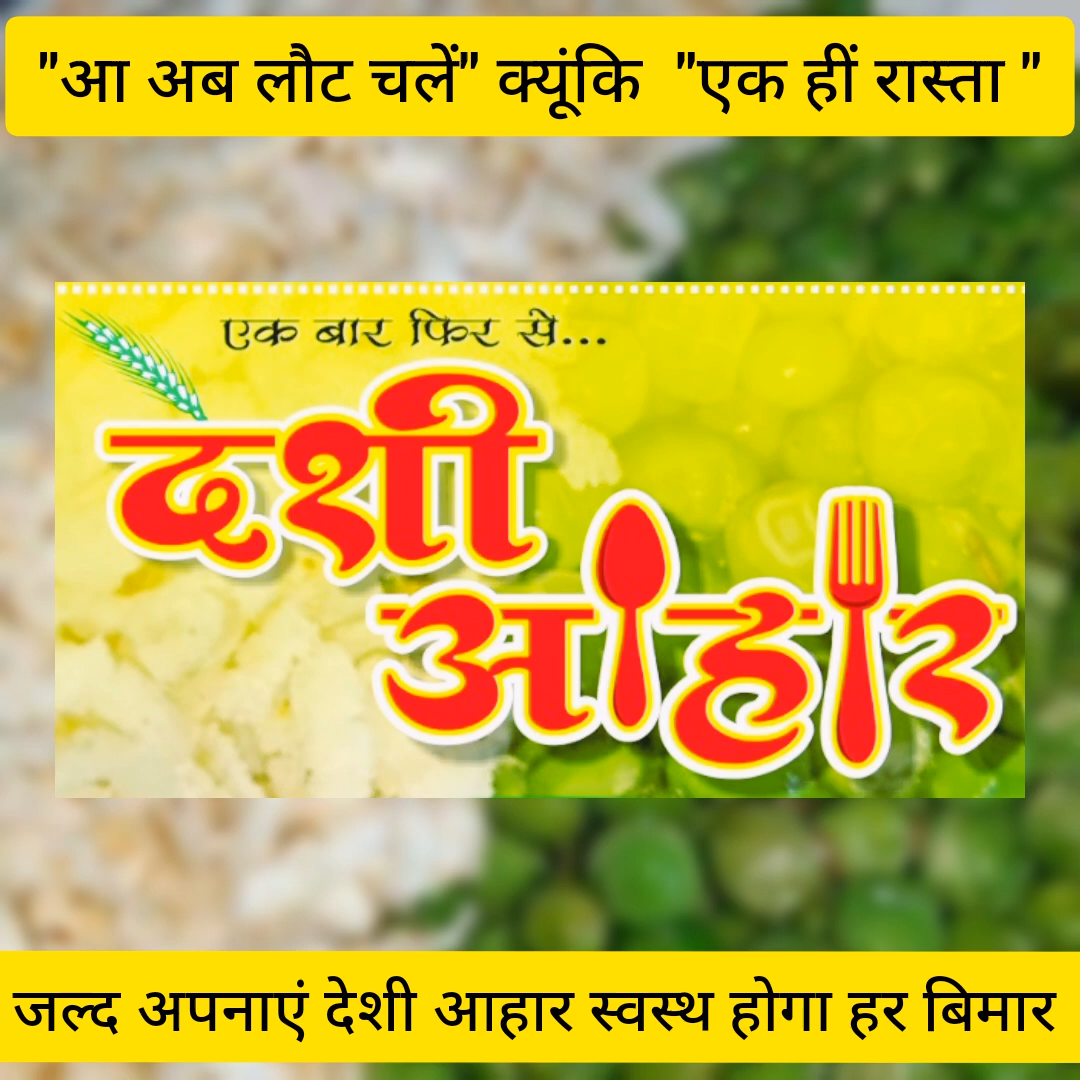 "आ अब लौट चलें" क्यूंकि "एक हीं रास्ता "
एक बार फिर से...
देशी
आहार
जल्द अपनाएं देशी आहार स्वस्थ होगा हर बिमार